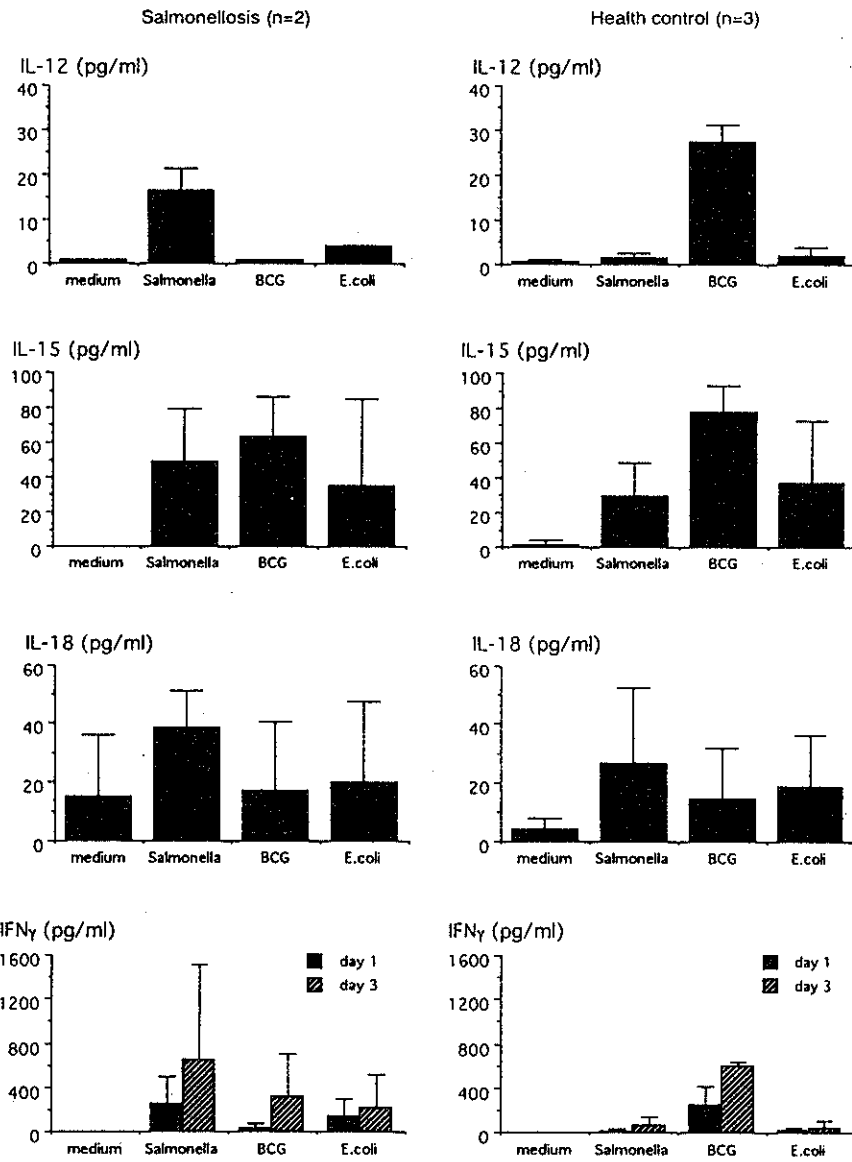 Salmonellosis (n=2)
Health control (n=3)
IL-12 (pg/ml)
40
30
20
10
0
medium Salmonella BCG E.coli
IL-12 (pg/ml)
40
30
20
10
0
medium Salmonella BCG E.coli
IL-15 (pg/ml)
100
80
60
40
20
0
medium Salmonella BCG E.coli
IL-15 (pg/ml)
100
80
60
40
20
0
medium Salmonella BCG E.coli
IL-18 (pg/ml)
60
40
20
0
medium Salmonella BCG E.coli
IL-18 (pg/ml)
60
40
20
0
medium Salmonella BCG E.coli
IFNγ (pg/ml)
1600
1200
800
400
0
day 1
day 3
medium Salmonella BCG E.coli
IFNγ (pg/ml)
1600
1200
800
400
0
day 1
day 3
medium Salmonella BCG E.coli